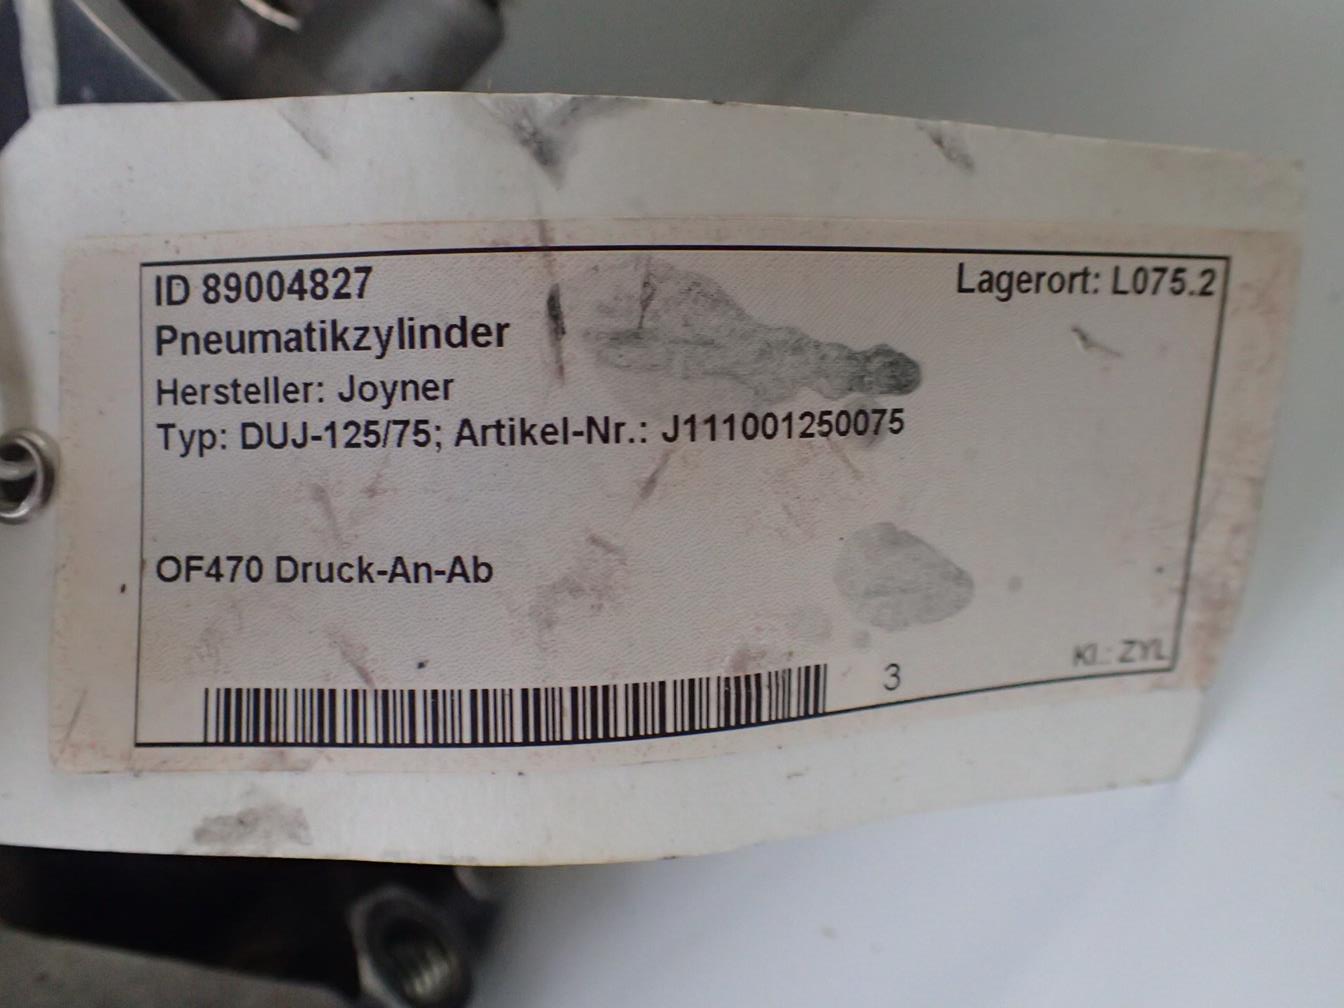 ID 89004827
Lagerort: L075.2
Pneumatikzylinder
Hersteller: Joyner
Typ: DUJ-125/75; Artikel-Nr.: J111001250075
OF470 Druck-An-Ab
3
Kl.: ZYL